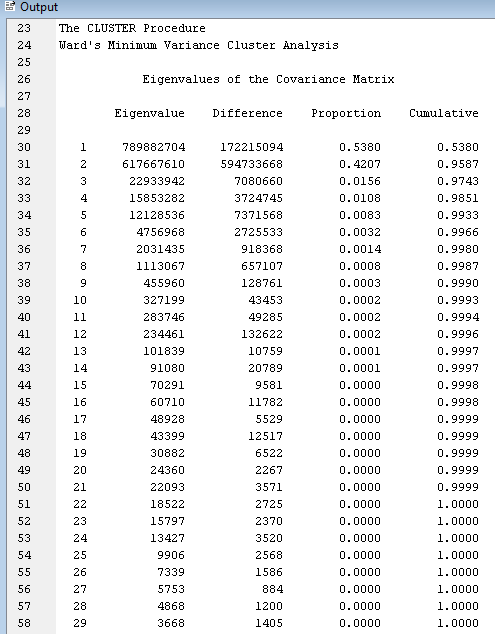 Output
23 The CLUSTER Procedure
24 Ward's Minimum Variance Cluster Analysis
25
26 Eigenvalues of the Covariance Matrix
27
28 Eigenvalue Difference Proportion Cumulative
29
30 1 789882704 172215094 0.5380 0.5380
31 2 617667610 594733668 0.4207 0.9587
32 3 22933942 7080660 0.0156 0.9743
33 4 15853282 3724745 0.0108 0.9851
34 5 12128536 7371568 0.0083 0.9933
35 6 4756968 2725533 0.0032 0.9966
36 7 2031435 918368 0.0014 0.9980
37 8 1113067 657107 0.0008 0.9987
38 9 455960 128761 0.0003 0.9990
39 10 327199 43453 0.0002 0.9993
40 11 283746 49285 0.0002 0.9994
41 12 234461 132622 0.0002 0.9996
42 13 101839 10759 0.0001 0.9997
43 14 91080 20789 0.0001 0.9997
44 15 70291 9581 0.0000 0.9998
45 16 60710 11782 0.0000 0.9998
46 17 48928 5529 0.0000 0.9999
47 18 43399 12517 0.0000 0.9999
48 19 30882 6522 0.0000 0.9999
49 20 24360 2267 0.0000 0.9999
50 21 22093 3571 0.0000 0.9999
51 22 18522 2725 0.0000 1.0000
52 23 15797 2370 0.0000 1.0000
53 24 13427 3520 0.0000 1.0000
54 25 9906 2568 0.0000 1.0000
55 26 7339 1586 0.0000 1.0000
56 27 5753 884 0.0000 1.0000
57 28 4868 1200 0.0000 1.0000
58 29 3668 1405 0.0000 1.0000